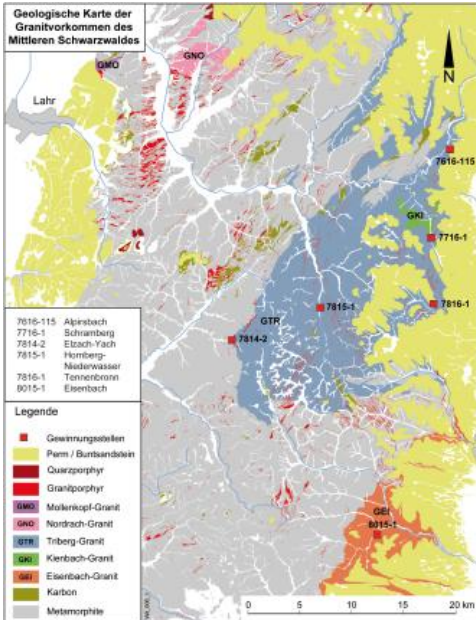 Geologische Karte der
Granitvorkommen des
Mittleren Schwarzwaldes
GMO
GNO
N
Lahr
7616-115
GKI
7716-1
7816-1
7815-1
GTR
7814-2
7616-115 Alpirsbach
7716-1 Schramberg
7814-2 Elzach-Yach
7815-1 Hornberg-
Niederwasser
7816-1 Tennenbronn
8015-1 Eisenbach
Legende
Gewinnungsstellen
Perm / Buntsandstein
Quarzporphyr
Granitporphyr
GMO Mollenkopf-Granit
GNO Nordrach-Granit
GTR Triberg-Granit
GKI Kienbach-Granit
GEI Eisenbach-Granit
Karbon
Metamorphite
GEI
8015-1
0 5 10 15 20 km